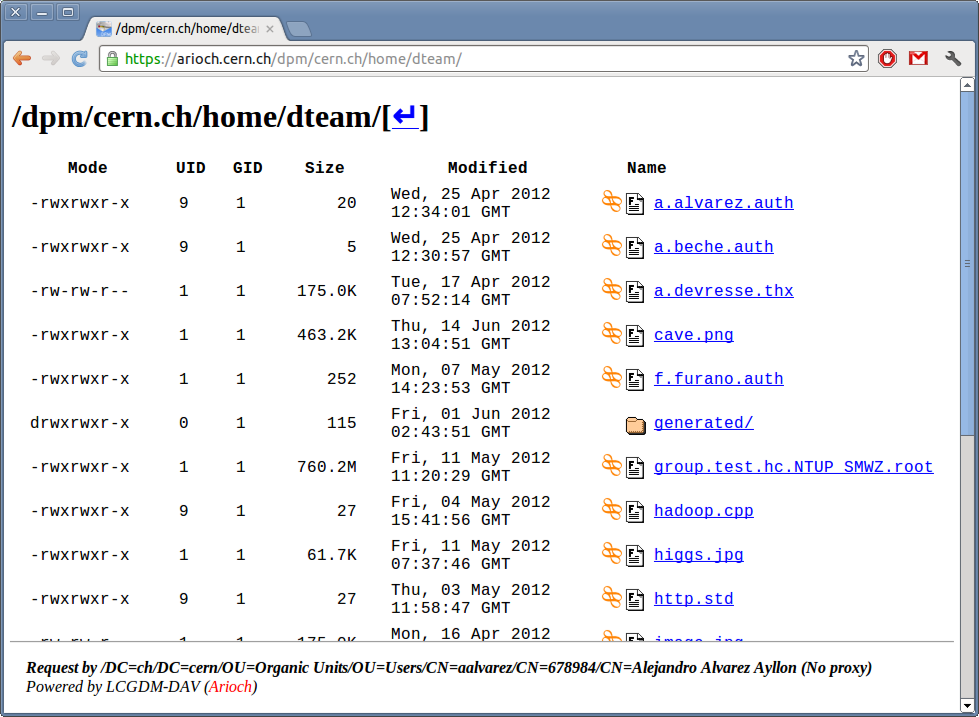 /dpm/cern.ch/home/dtea
https://arioch.cern.ch/dpm/cern.ch/home/dteam/
/dpm/cern.ch/home/dteam/[↵]
Mode UID GID Size Modified Name
-rwxrwxr-x 9 1 20 Wed, 25 Apr 2012 12:34:01 GMT a.alvarez.auth
-rwxrwxr-x 9 1 5 Wed, 25 Apr 2012 12:30:57 GMT a.beche.auth
-rw-rw-r-- 1 1 175.0K Tue, 17 Apr 2012 07:52:14 GMT a.devresse.thx
-rwxrwxr-x 1 1 463.2K Thu, 14 Jun 2012 13:04:51 GMT cave.png
-rwxrwxr-x 1 1 252 Mon, 07 May 2012 14:23:53 GMT f.furano.auth
drwxrwxr-x 0 1 115 Fri, 01 Jun 2012 02:43:51 GMT generated/
-rwxrwxr-x 1 1 760.2M Fri, 11 May 2012 11:20:29 GMT group.test.hc.NTUP_SMWZ.root
-rwxrwxr-x 9 1 27 Fri, 04 May 2012 15:41:56 GMT hadoop.cpp
-rwxrwxr-x 1 1 61.7K Fri, 11 May 2012 07:37:46 GMT higgs.jpg
-rwxrwxr-x 9 1 27 Thu, 03 May 2012 11:58:47 GMT http.std
-rw-rw-r-- 1 1 175.0K Mon, 16 Apr 2012 image.jpg
Request by /DC=ch/DC=cern/OU=Organic Units/OU=Users/CN=aalvarez/CN=678984/CN=Alejandro Alvarez Ayllon (No proxy)
Powered by LCGDM-DAV (Arioch)